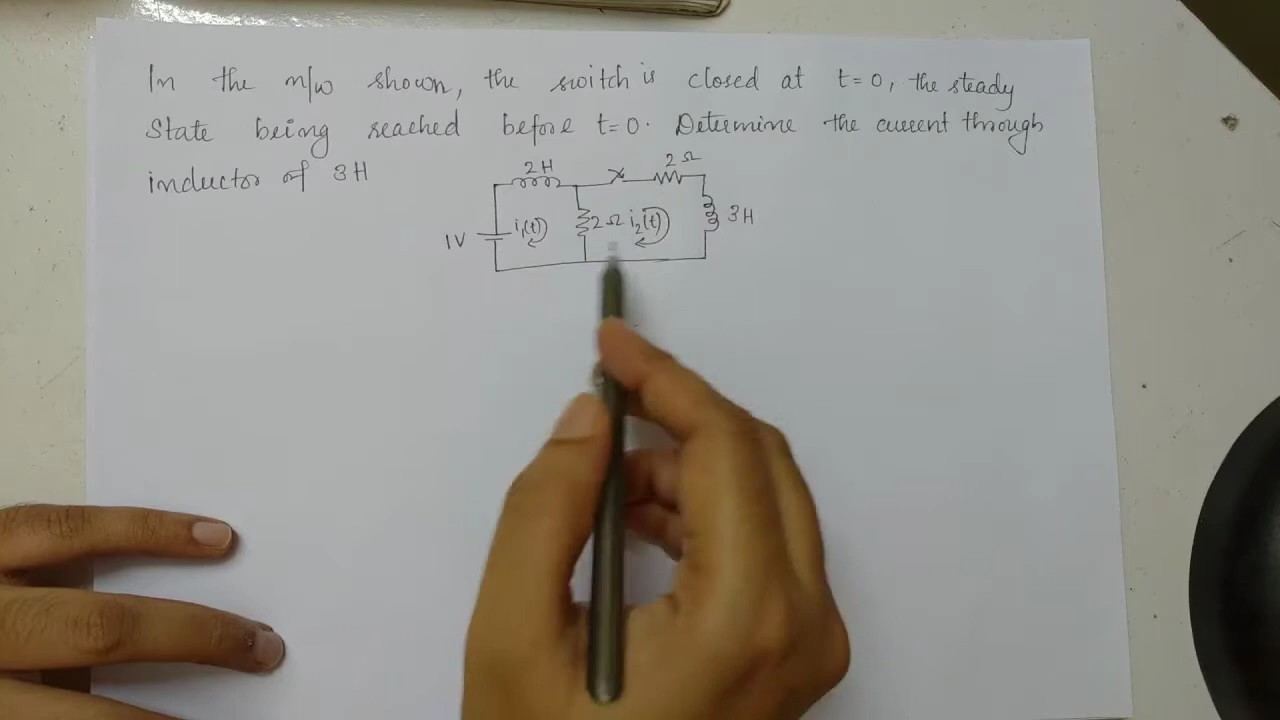 In the n/w shown, the switch is closed at t=0, the steady
State being reached before t=0. Determine the current through
inductor of 3H
2H
2Ω
1V
i₁(t)
2Ω
i₂(t)
3H